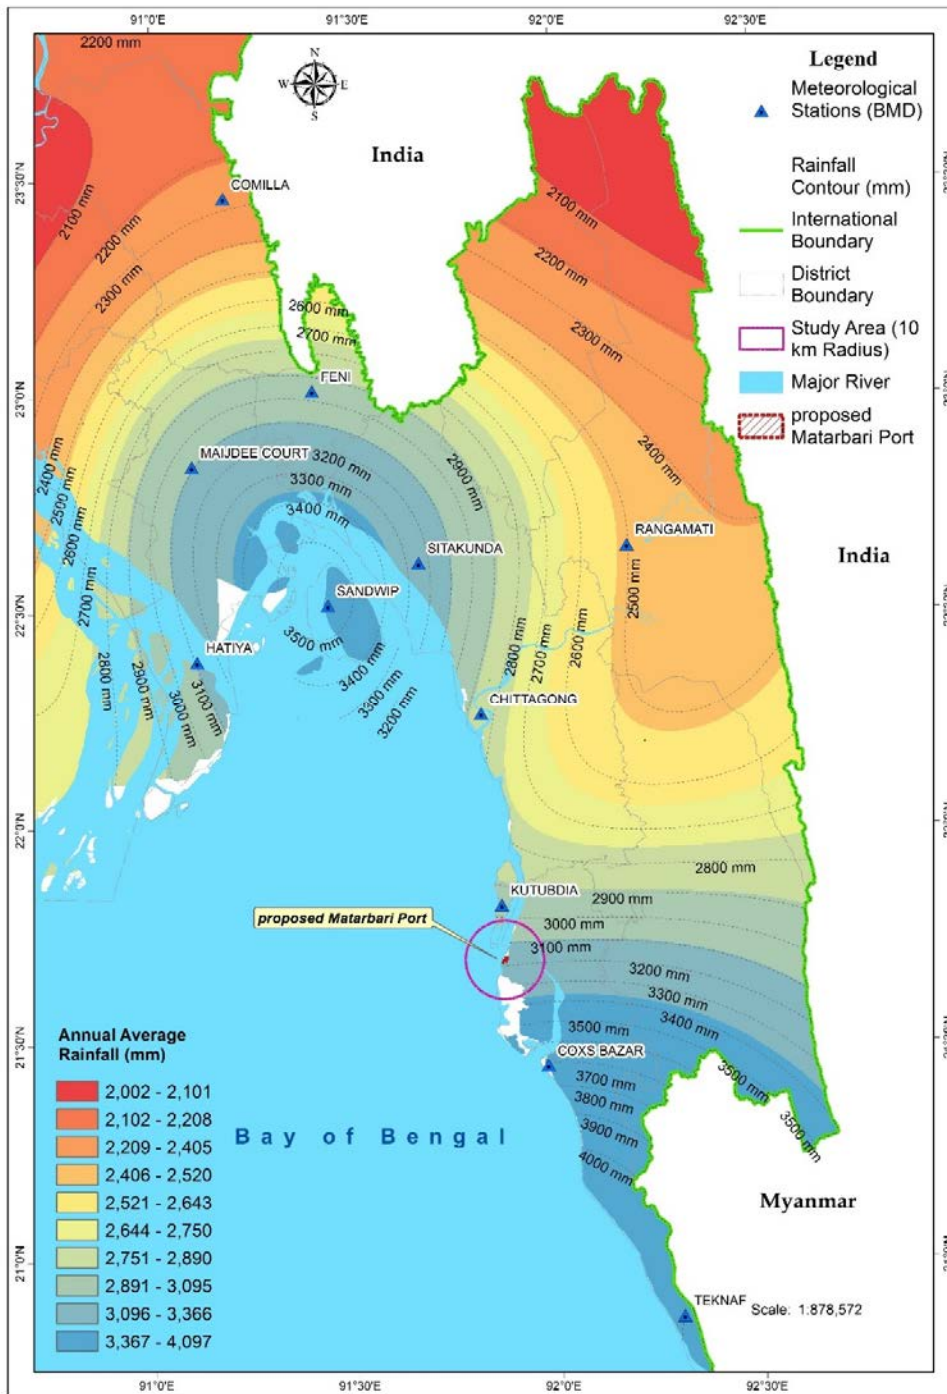 91°0'E
91°30'E
92°0'E
92°30'E
2200 mm
N
W
E
S
India
Legend
Meteorological
Stations (BMD)
Rainfall
Contour (mm)
International
Boundary
District
Boundary
Study Area (10
km Radius)
Major River
proposed
Matarbari Port
23°30'N
COMILLA
2100 mm
2200 mm
2300 mm
2100 mm
2200 mm
2300 mm
2400 mm
2600 mm
2700 mm
FENI
23°0'N
23°0'N
MAIJDEE COURT
3200 mm
3300 mm
3400 mm
2900 mm
2400 mm
2500 mm
2600 mm
2700 mm
2800 mm
2900 mm
3000 mm
3100 mm
SITAKUNDA
RANGAMATI
India
SANDWIP
2500 mm
22°30'N
HATIYA
3500 mm
3400 mm
3300 mm
3200 mm
2800 mm
2700 mm
2600 mm
CHITTAGONG
22°0'N
2800 mm
KUTUBDIA
2900 mm
proposed Matarbari Port
3000 mm
3100 mm
3200 mm
3300 mm
3400 mm
3500 mm
21°30'N
COXS BAZAR
3500 mm
3500 mm
3700 mm
3800 mm
3900 mm
4000 mm
Annual Average
Rainfall (mm)
2,002 - 2,101
2,102 - 2,208
2,209 - 2,405
2,406 - 2,520
2,521 - 2,643
2,644 - 2,750
2,751 - 2,890
2,891 - 3,095
3,096 - 3,366
3,367 - 4,097
Bay of Bengal
Myanmar
21°0'N
TEKNAF
Scale: 1:878,572
91°0'E
91°30'E
92°0'E
92°30'E